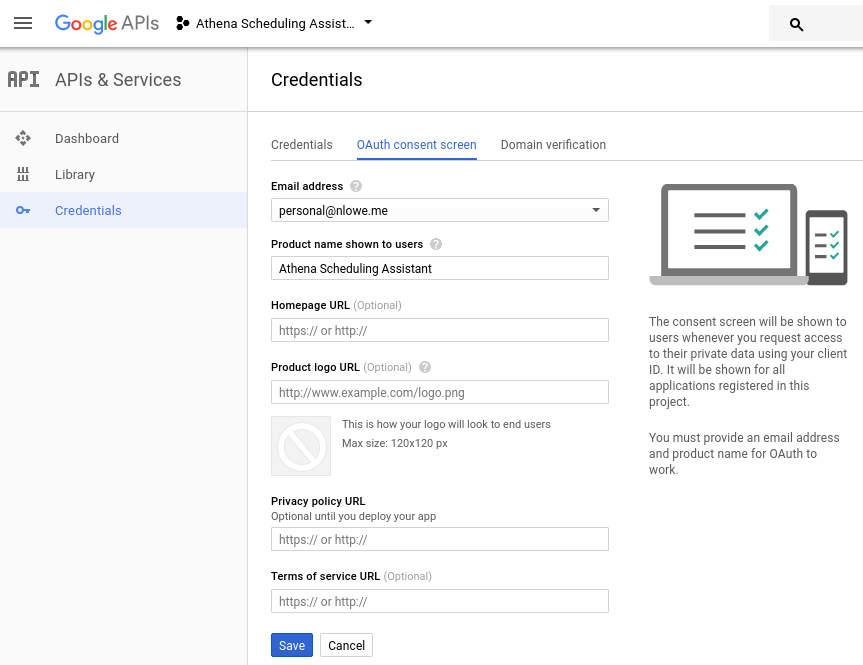 Google APIs
Athena Scheduling Assist...
API APIs & Services
Credentials
Dashboard
Library
Credentials
Credentials OAuth consent screen Domain verification
Email address ?
personal@nlowe.me
Product name shown to users ?
Athena Scheduling Assistant
Homepage URL (Optional)
https:// or http://
Product logo URL (Optional) ?
http://www.example.com/logo.png
This is how your logo will look to end users
Max size: 120x120 px
Privacy policy URL
Optional until you deploy your app
https:// or http://
Terms of service URL (Optional)
https:// or http://
Save Cancel
The consent screen will be shown to
users whenever you request access
to their private data using your client
ID. It will be shown for all
applications registered in this
project.
You must provide an email address
and product name for OAuth to
work.